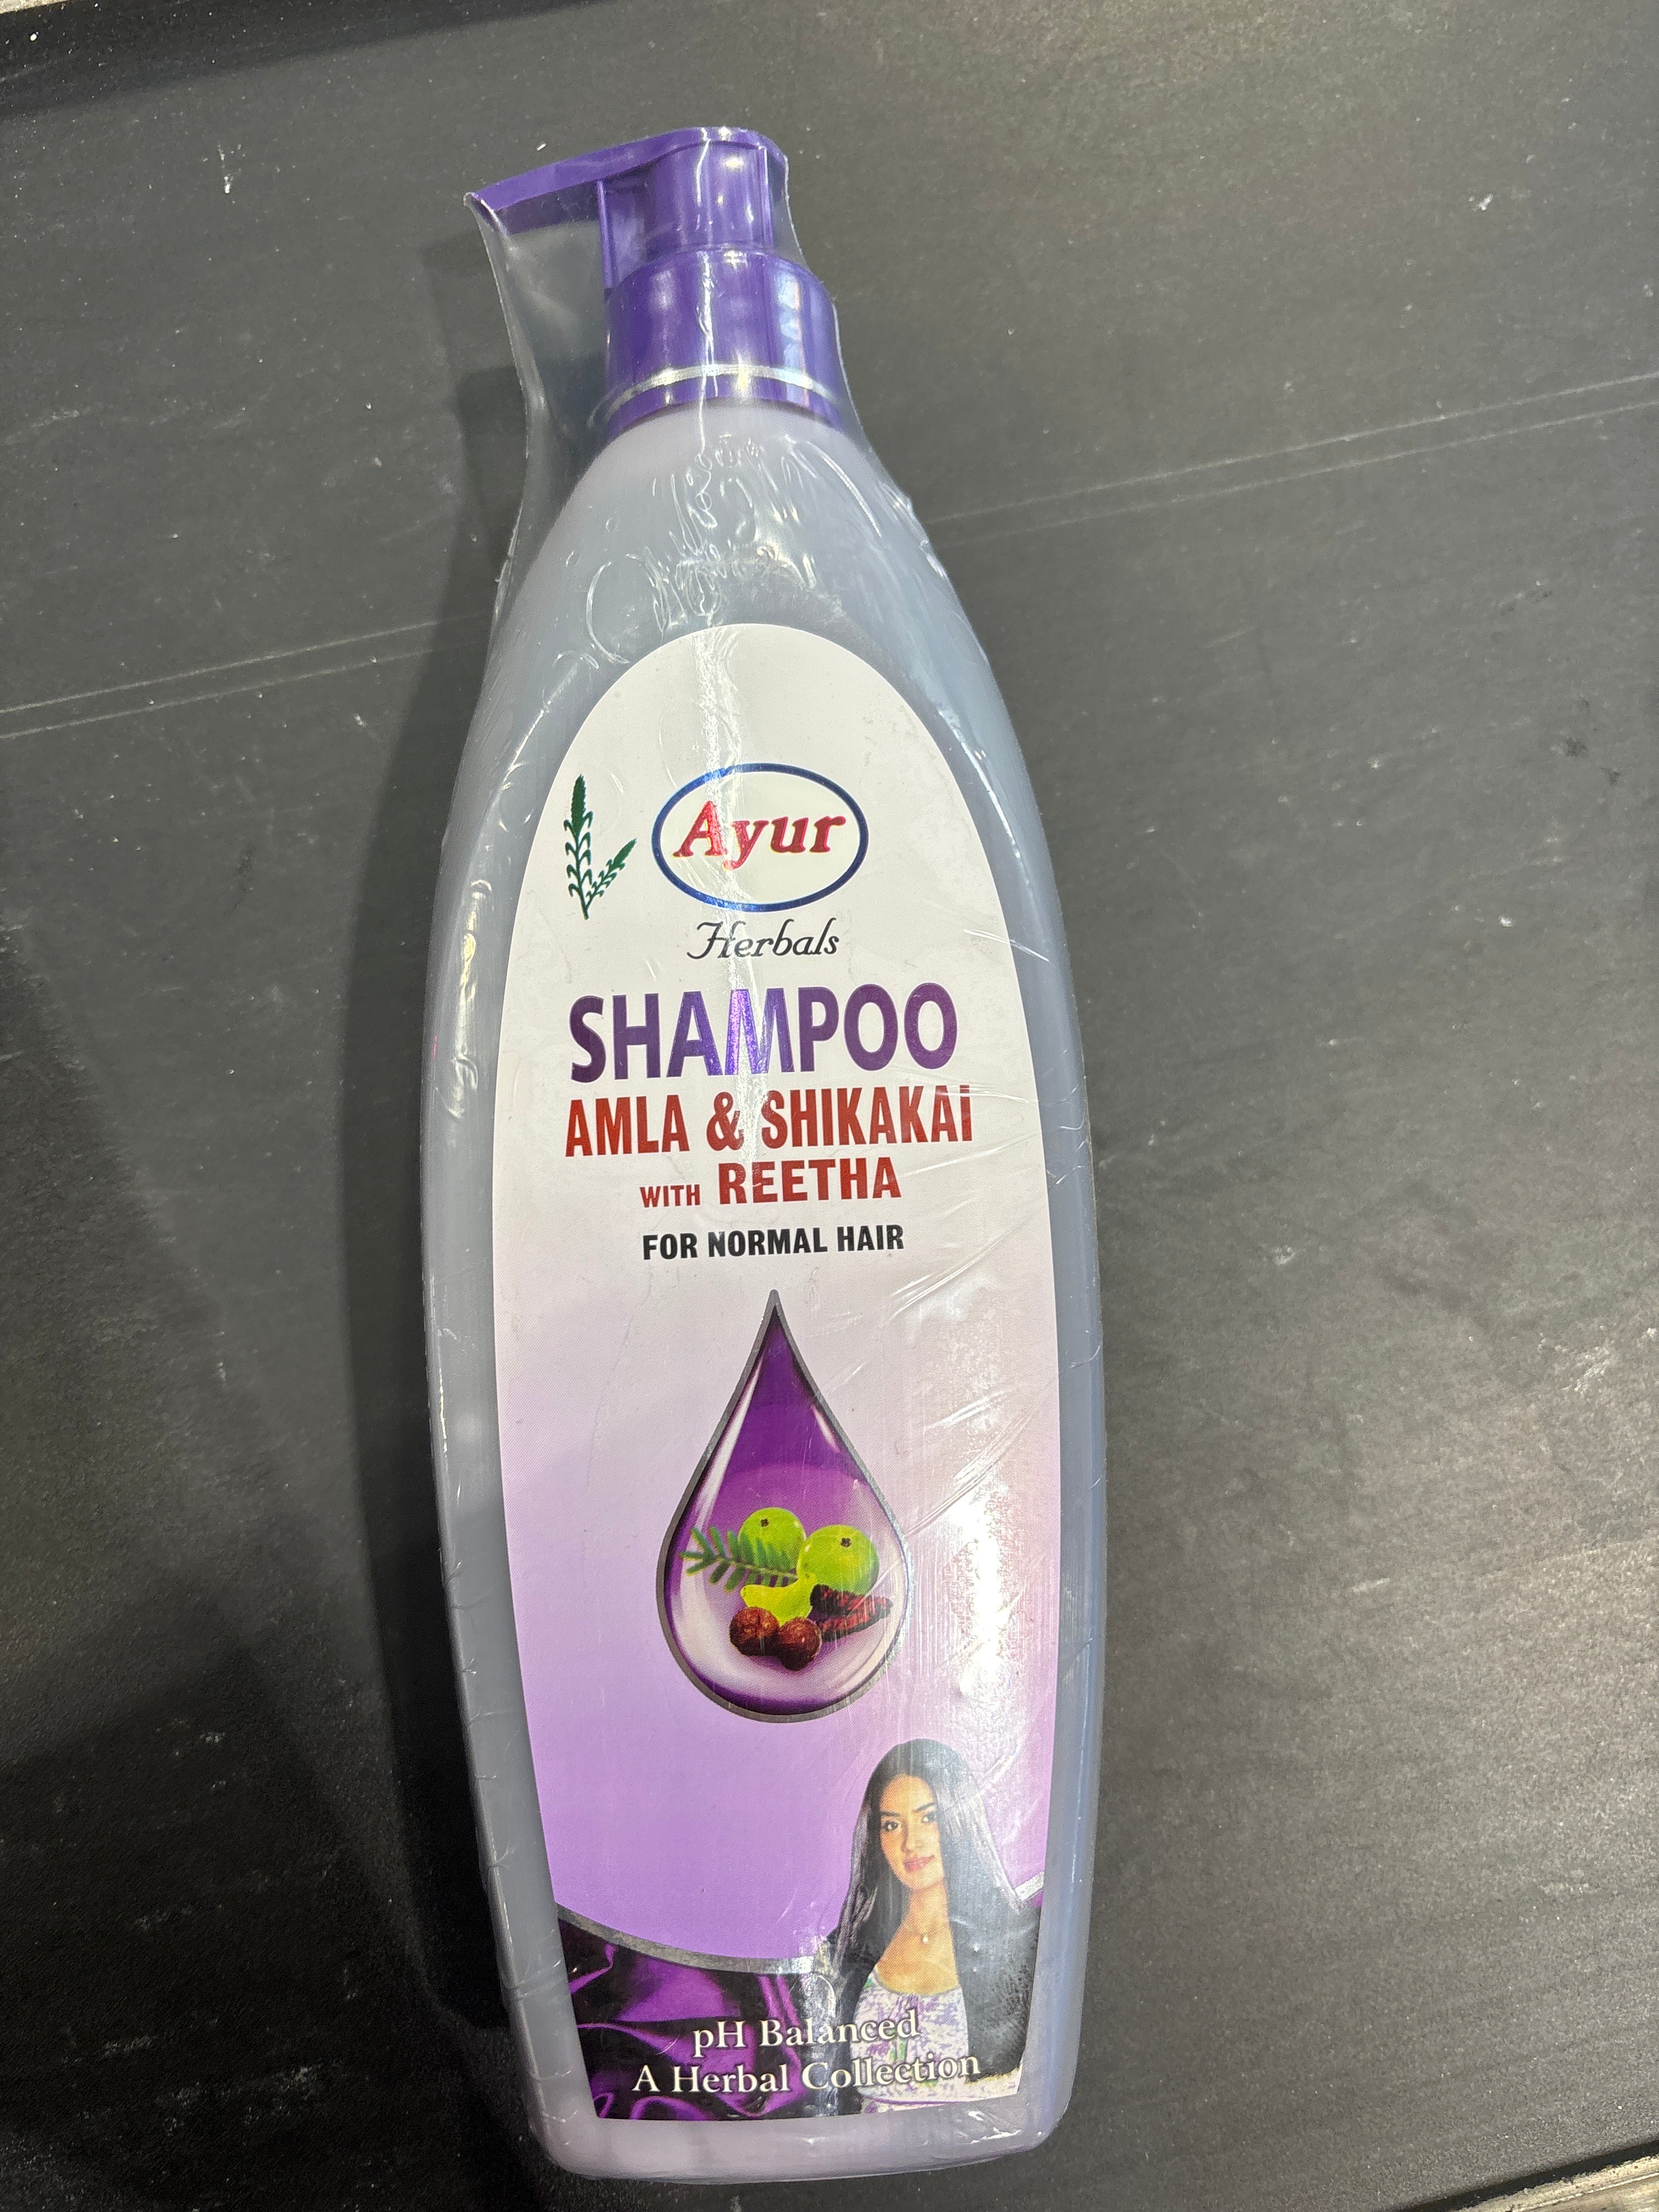 Ayur
Herbals
SHAMPOO
AMLA & SHIKAKAI
WITH REETHA
FOR NORMAL HAIR
pH Balanced
A Herbal Collection